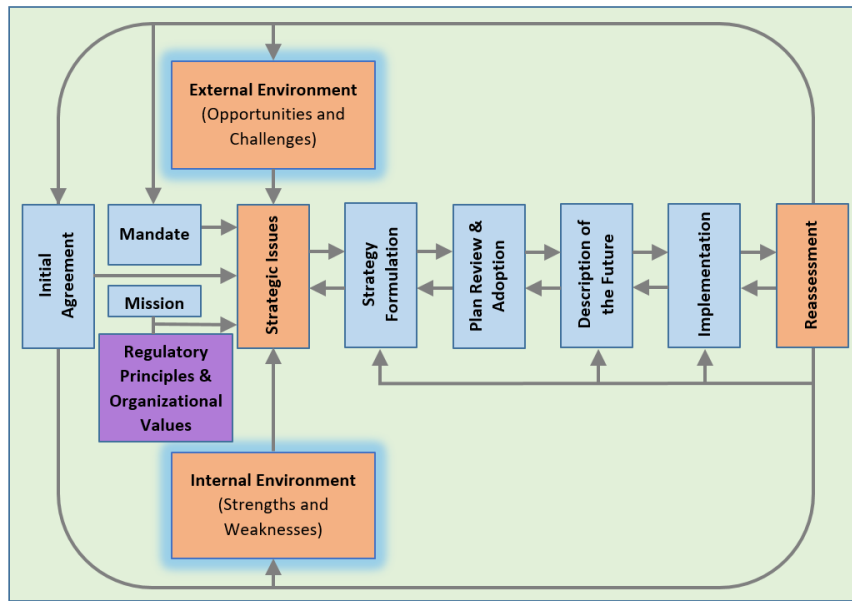 External Environment
(Opportunities and
Challenges)
Initial
Agreement
Mandate
Mission
Regulatory
Principles &
Organizational
Values
Strategic Issues
Strategy
Formulation
Plan Review &
Adoption
Description of
the Future
Implementation
Reassessment
Internal Environment
(Strengths and
Weaknesses)